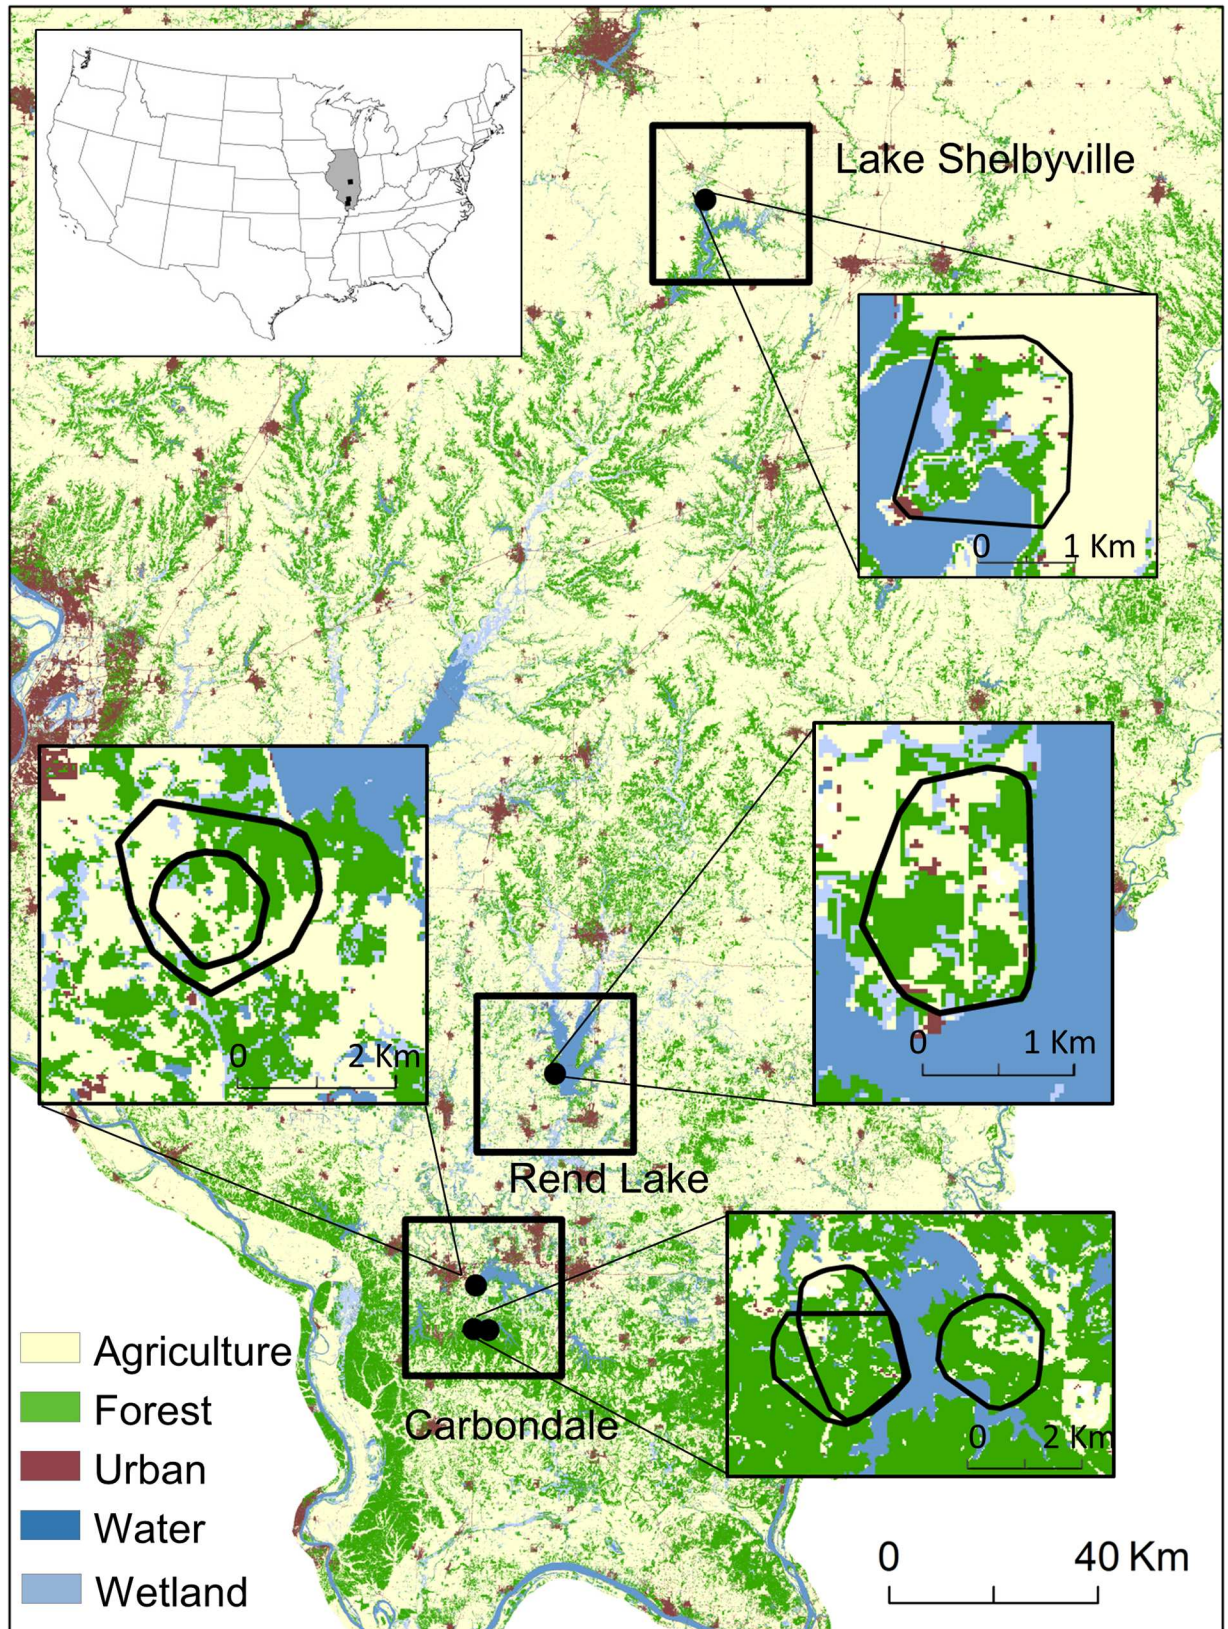 Lake Shelbyville
0 1 Km
0 2 Km
0 1 Km
Rend Lake
Carbondale
0 2 Km
Agriculture
Forest
Urban
Water
Wetland
0 40 Km